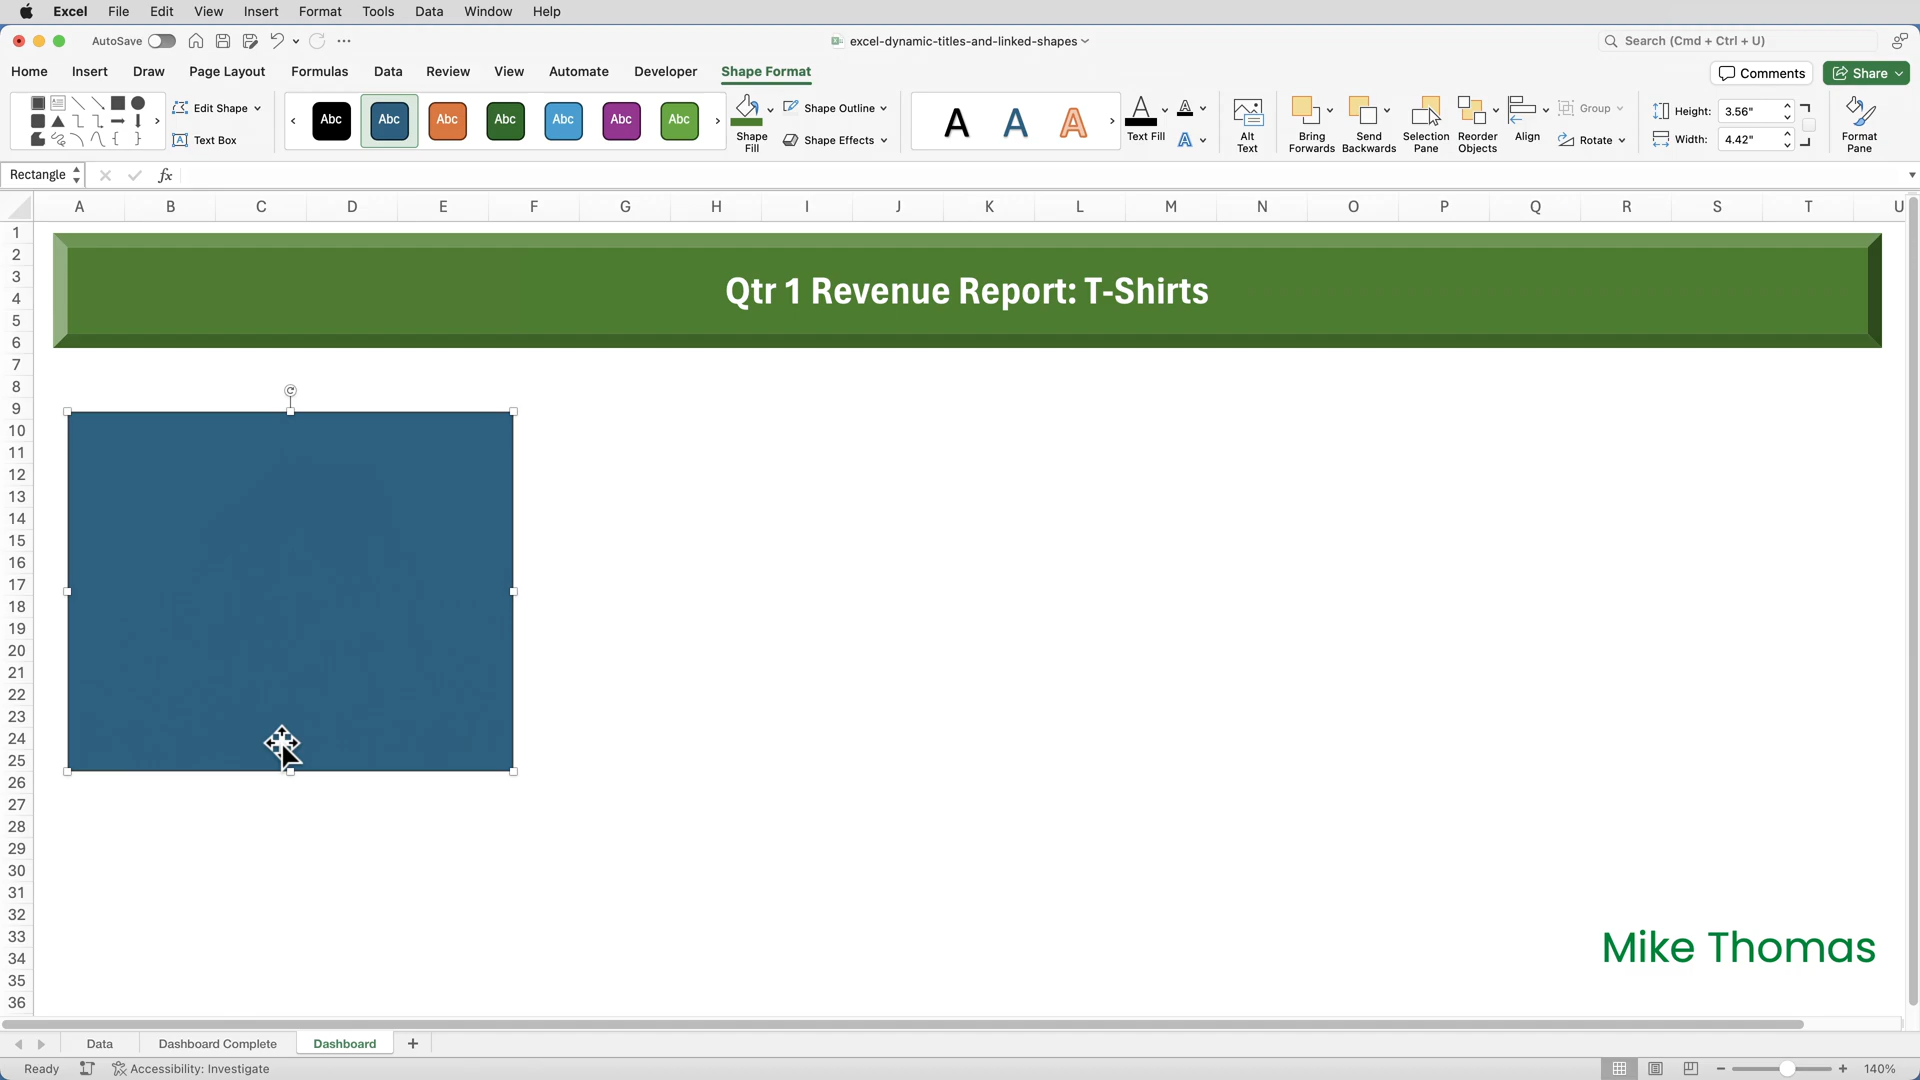 Excel File Edit View Insert Format Tools Data Window Help
AutoSave excel-dynamic-titles-and-linked-shapes Search (Cmd + Ctrl + U)
Home Insert Draw Page Layout Formulas Data Review View Automate Developer Shape Format Comments Share
Edit Shape
Text Box
Abc Abc Abc Abc Abc Abc Abc
Shape Fill
Shape Outline
Shape Effects
A A A
Text Fill
Alt Text
Bring Forwards
Send Backwards
Selection Pane
Reorder Objects
Align
Group
Rotate
Height: 3.56"
Width: 4.42"
Format Pane
Rectangle fx
A B C D E F G H I J K L M N O P Q R S T U
1
2
3
4
5
6
7
8
9
10
11
12
13
14
15
16
17
18
19
20
21
22
23
24
25
26
27
28
29
30
31
32
33
34
35
36
Qtr 1 Revenue Report: T-Shirts
Mike Thomas
Data Dashboard Complete Dashboard
Ready Accessibility: Investigate 140%